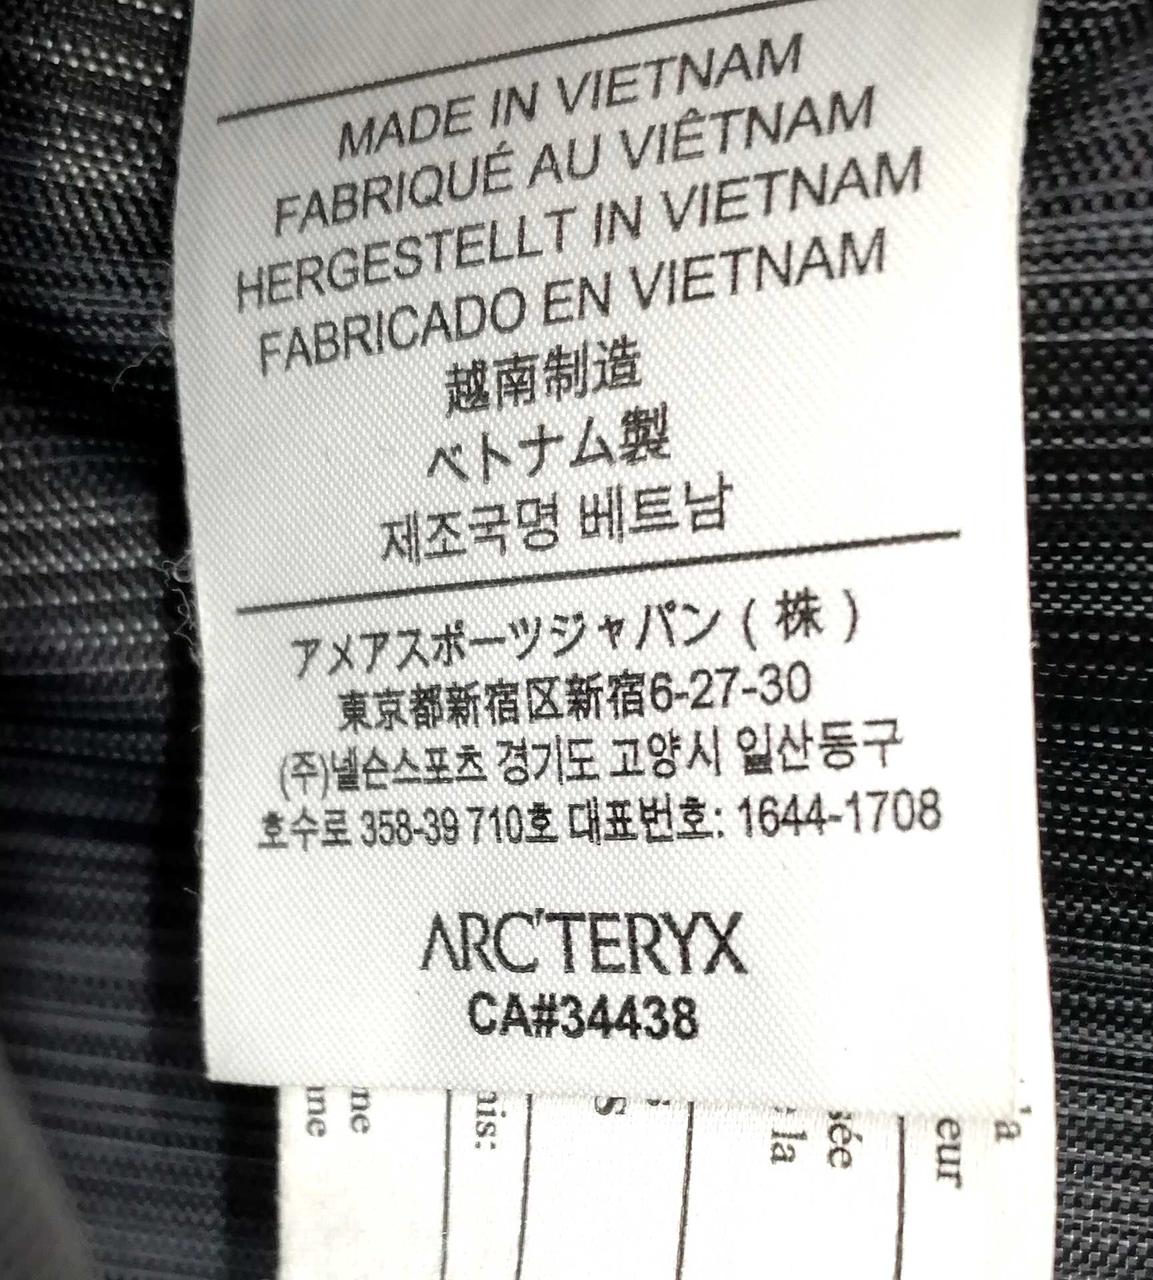 MADE IN VIETNAM
FABRIQUÉ AU VIÊTNAM
HERGESTELLT IN VIETNAM
FABRICADO EN VIETNAM
越南制造
ベトナム製
제조국명 베트남
アメアスポーツジャパン(株)
東京都新宿区新宿6-27-30
(주)넬슨스포츠 경기도 고양시 일산동구
호수로 358-39 710호 대표번호: 1644-1708
ARC'TERYX
CA#34438